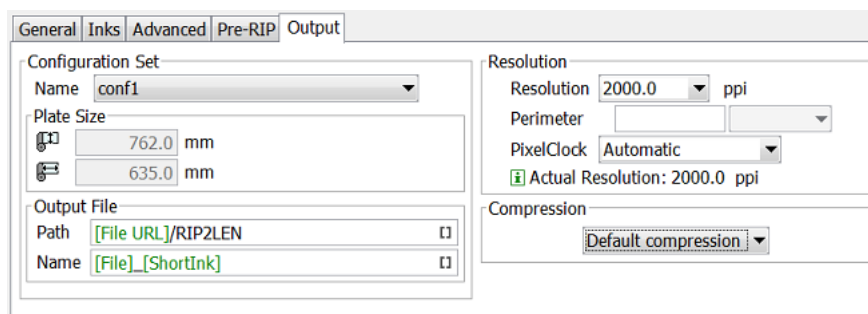 General Inks Advanced Pre-RIP Output
Configuration Set
Name conf1
Plate Size
762.0 mm
635.0 mm
Output File
Path [File URL]/RIP2LEN []
Name [File]_[ShortInk] []
Resolution
Resolution 2000.0 ppi
Perimeter
PixelClock Automatic
i Actual Resolution: 2000.0 ppi
Compression
Default compression